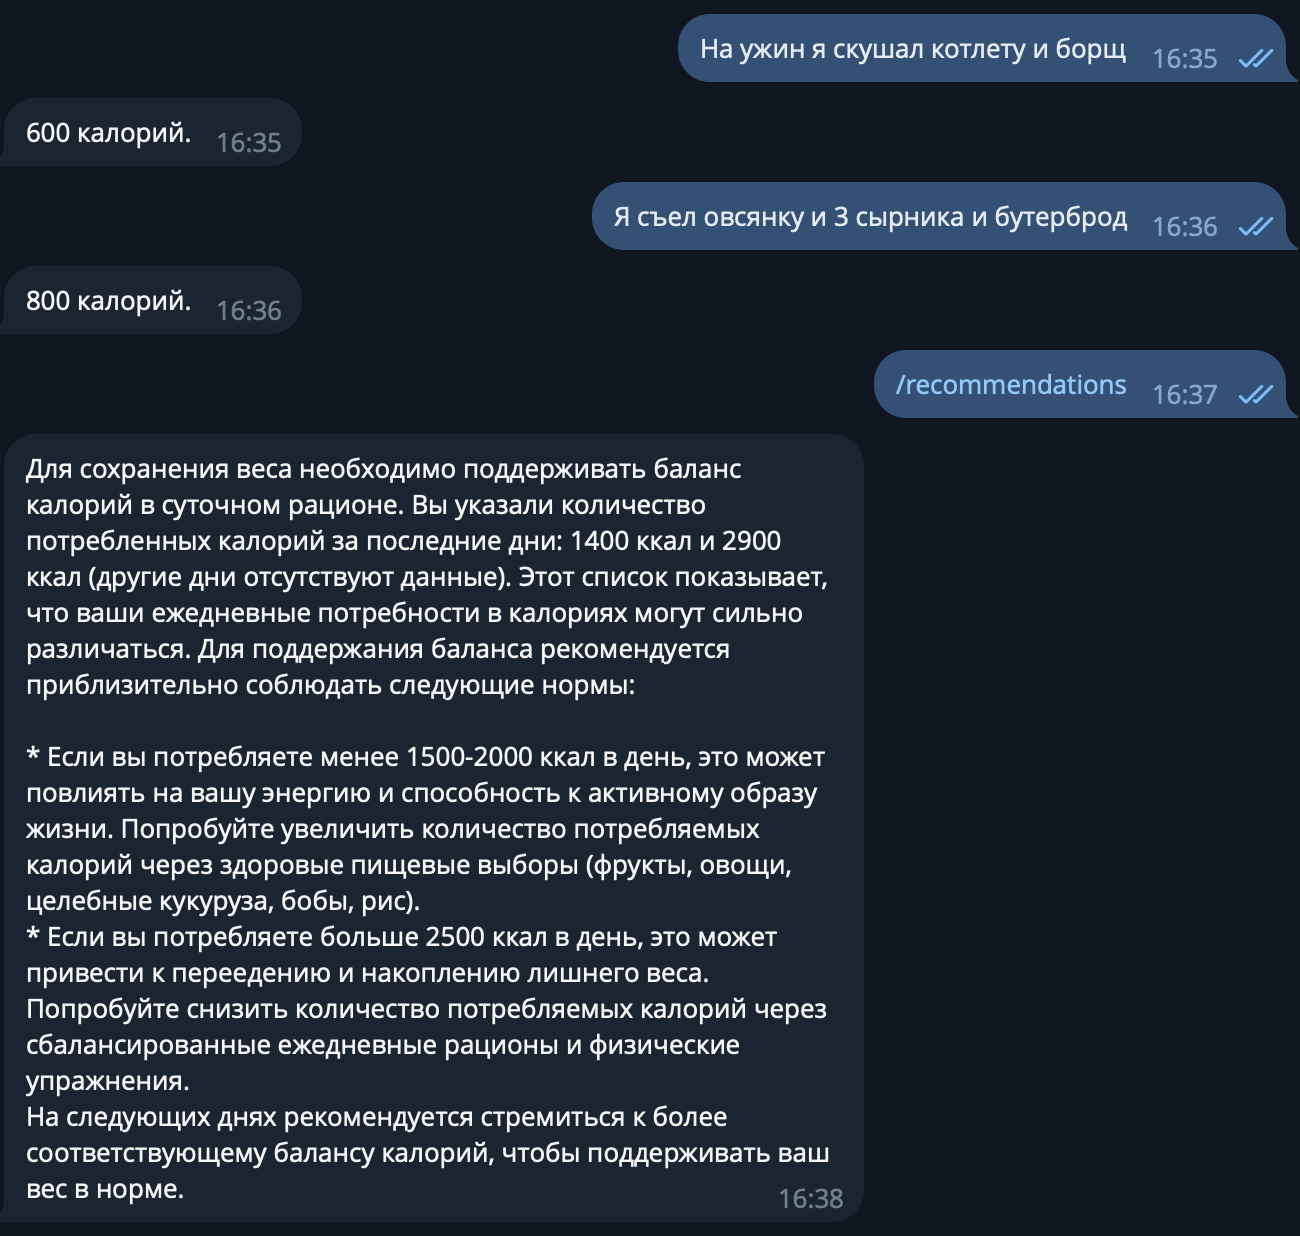 На ужин я скушал котлету и борщ 16:35
600 калорий. 16:35
Я съел овсянку и 3 сырника и бутерброд 16:36
800 калорий. 16:36
/recommendations 16:37
Для сохранения веса необходимо поддерживать баланс
калорий в суточном рационе. Вы указали количество
потребленных калорий за последние дни: 1400 ккал и 2900
ккал (другие дни отсутствуют данные). Этот список показывает,
что ваши ежедневные потребности в калориях могут сильно
различаться. Для поддержания баланса рекомендуется
приблизительно соблюдать следующие нормы:
* Если вы потребляете менее 1500-2000 ккал в день, это может
повлиять на вашу энергию и способность к активному образу
жизни. Попробуйте увеличить количество потребляемых
калорий через здоровые пищевые выборы (фрукты, овощи,
целебные кукуруза, бобы, рис).
* Если вы потребляете больше 2500 ккал в день, это может
привести к переедению и накоплению лишнего веса.
Попробуйте снизить количество потребляемых калорий через
сбалансированные ежедневные рационы и физические
упражнения.
На следующих днях рекомендуется стремиться к более
соответствующему балансу калорий, чтобы поддерживать ваш
вес в норме. 16:38